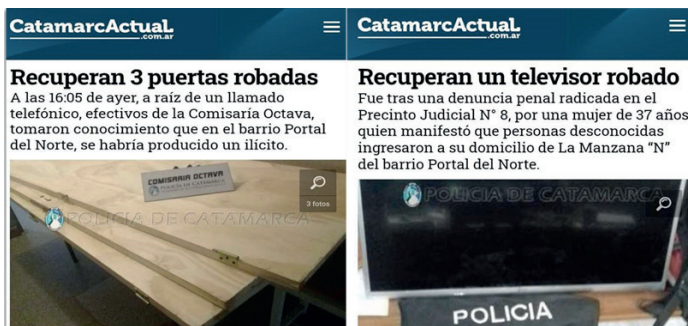 CatamarcActual
.com.ar
Recuperan 3 puertas robadas
A las 16:05 de ayer, a raíz de un llamado
telefónico, efectivos de la Comisaría Octava,
tomaron conocimiento que en el barrio Portal
del Norte, se habría producido un ilícito.
COMISARIA OCTAVA
POLICIA DE CATAMARCA
3 fotos
POLICIA DE CATAMARCA
CatamarcActual
.com.ar
Recuperan un televisor robado
Fue tras una denuncia penal radicada en el
Precinto Judicial N° 8, por una mujer de 37 años
quien manifestó que personas desconocidas
ingresaron a su domicilio de La Manzana “N”
del barrio Portal del Norte.
POLICIA DE CATAMARCA
POLICIA